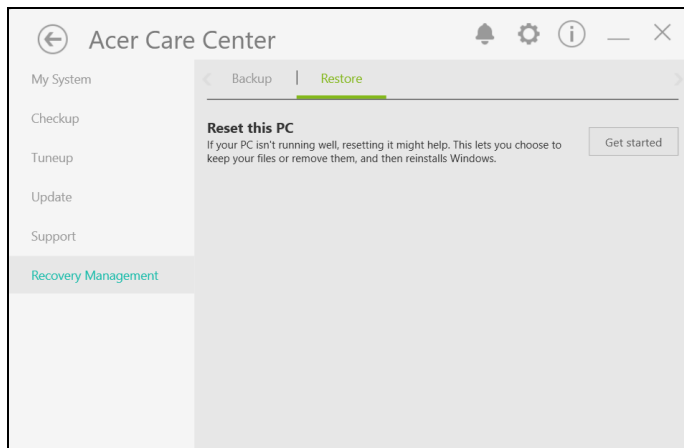 Acer Care Center
My System
Checkup
Tuneup
Update
Support
Recovery Management
Backup | Restore
Reset this PC
If your PC isn't running well, resetting it might help. This lets you choose to
keep your files or remove them, and then reinstalls Windows.
Get started